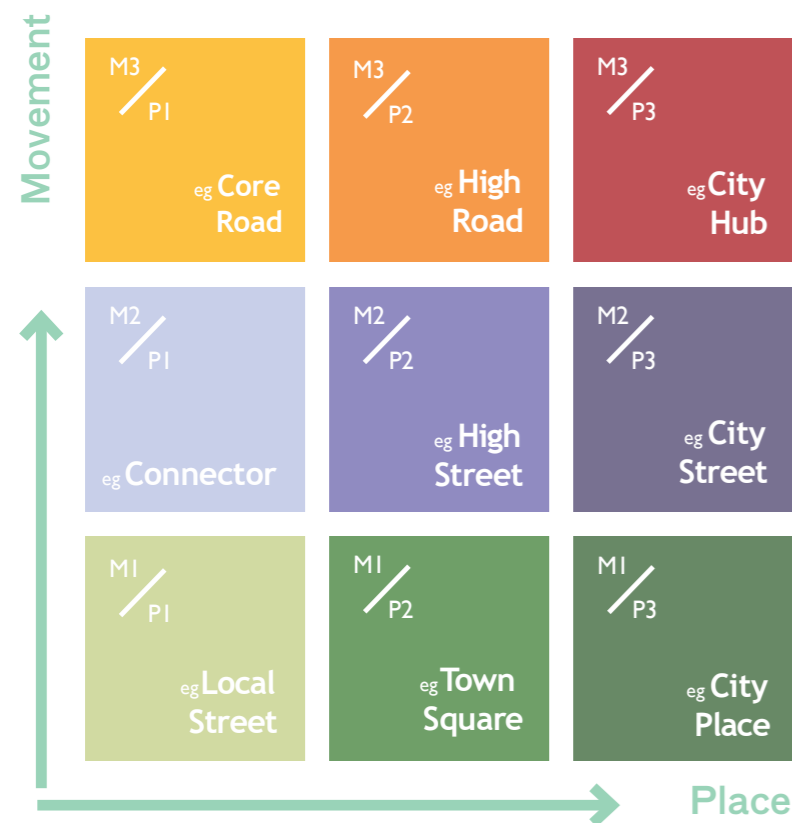 Movement
M3
P1
eg Core
Road
M3
P2
eg High
Road
M3
P3
eg City
Hub
M2
P1
eg Connector
M2
P2
eg High
Street
M2
P3
eg City
Street
M1
P1
eg Local
Street
M1
P2
eg Town
Square
M1
P3
eg City
Place
Place